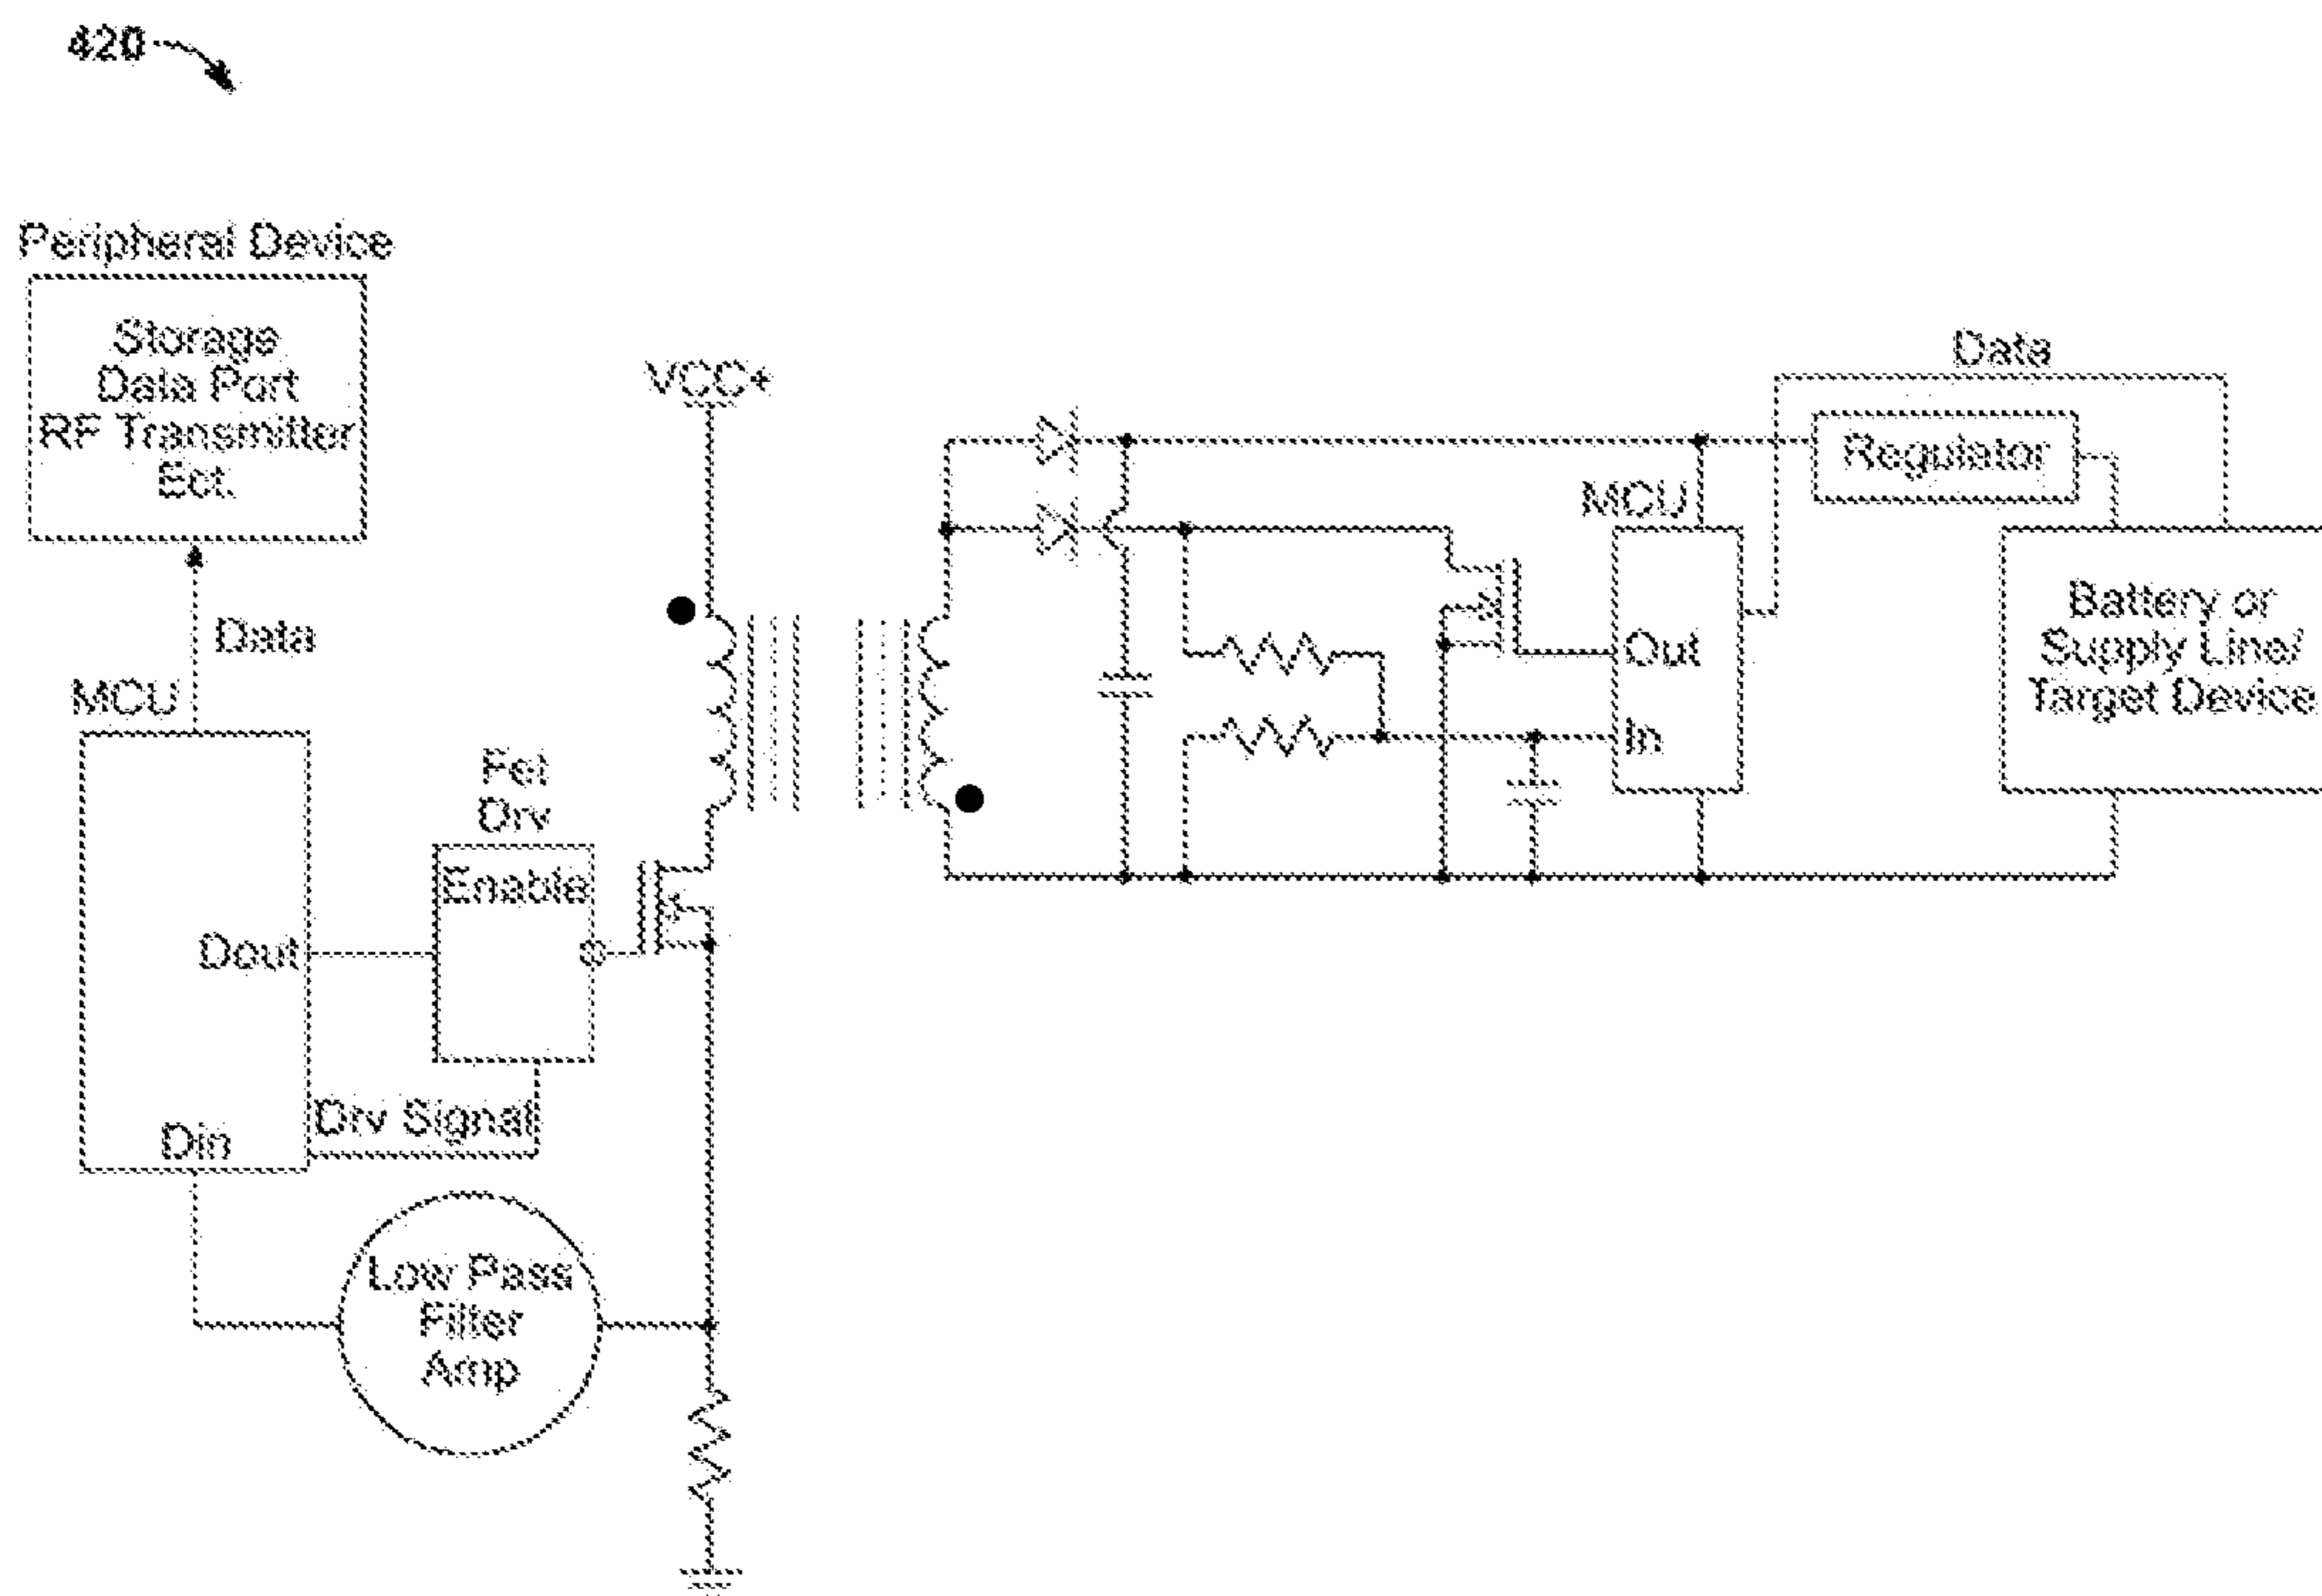 420
Peripheral Device
Storage
Data Port
RF Transmitter
Ect.
Data
MCU
Dout
Din
Fet
Drv
Enable
Drv Signal
Low Pass
Filter
Amp
VCC+
MCU
Out
In
Data
Regulator
Battery or
Supply Line/
Target Device